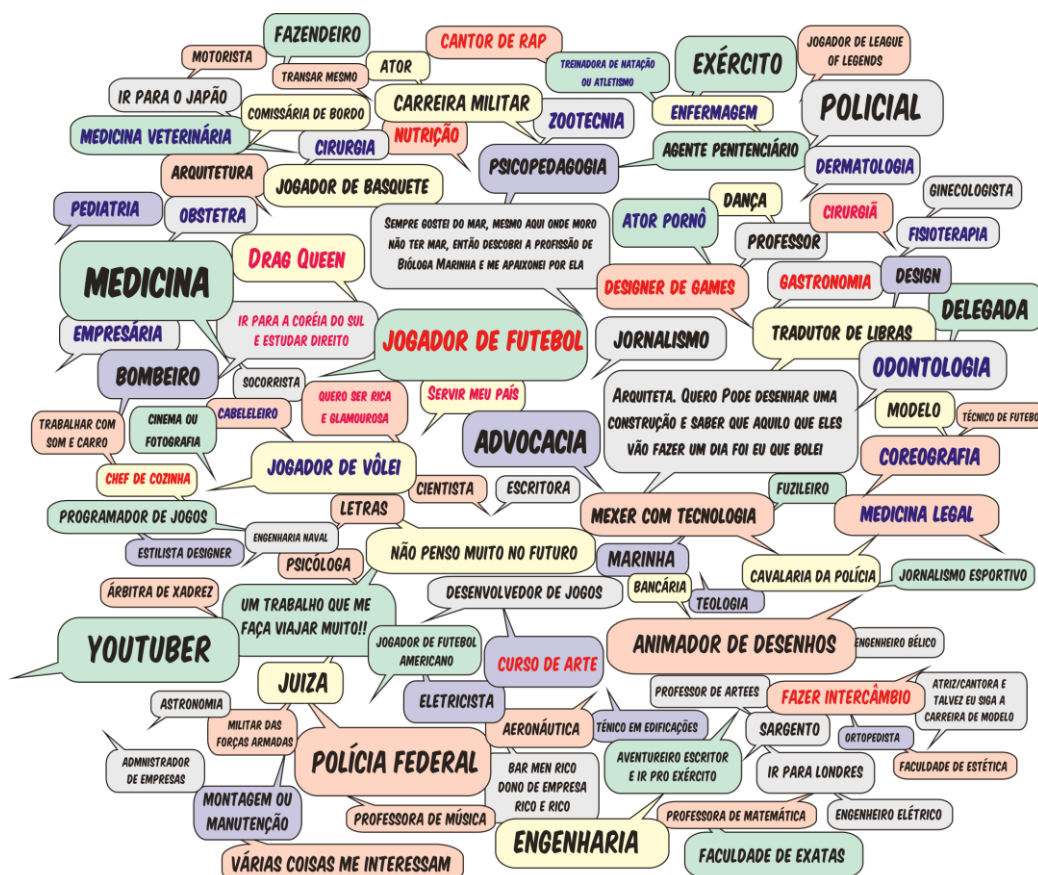 FAZENDEIRO
CANTOR DE RAP
JOGADOR DE LEAGUE
OF LEGENDS
MOTORISTA
TRANSAR MESMO
ATOR
TREINADORA DE NATAÇÃO
OU ATLETISMO
EXÉRCITO
IR PARA O JAPÃO
COMISSÁRIA DE BORDO
CARREIRA MILITAR
ZOOTECNIA
ENFERMAGEM
POLICIAL
MEDICINA VETERINÁRIA
CIRURGIA
NUTRIÇÃO
PSICOPEDAGOGIA
AGENTE PENITENCIÁRIO
DERMATOLOGIA
ARQUITETURA
JOGADOR DE BASQUETE
GINECOLOGISTA
PEDIATRIA
OBSTETRA
SEMPRE GOSTEI DO MAR, MESMO AQUI ONDE MORO
NÃO TER MAR, ENTÃO DESCOBRI A PROFISSÃO DE
BIÓLOGA MARINHA E ME APAIXONEI POR ELA
ATOR PORNÔ
DANÇA
CIRURGIÃ
PROFESSOR
FISIOTERAPIA
DRAG QUEEN
MEDICINA
DESIGNER DE GAMES
GASTRONOMIA
DESIGN
DELEGADA
EMPRESÁRIA
IR PARA A CORÉIA DO SUL
E ESTUDAR DIREITO
JOGADOR DE FUTEBOL
JORNALISMO
TRADUTOR DE LIBRAS
ODONTOLOGIA
BOMBEIRO
SOCORRISTA
QUERO SER RICA
E GLAMOUROSA
SERVIR MEU PAÍS
ARQUITETA. QUERO PODE DESENHAR UMA
CONSTRUÇÃO E SABER QUE AQUILO QUE ELES
VÃO FAZER UM DIA FOI EU QUE BOLEI
MODELO
TÉCNICO DE FUTEBO
TRABALHAR COM
SOM E CARRO
CINEMA OU
FOTOGRAFIA
CABELELEIRO
ADVOCACIA
COREOGRAFIA
CHEF DE COZINHA
JOGADOR DE VÔLEI
CIENTISTA
ESCRITORA
FUZILEIRO
PROGRAMADOR DE JOGOS
LETRAS
MEXER COM TECNOLOGIA
MEDICINA LEGAL
ENGENHARIA NAVAL
ESTILISTA DESIGNER
PSICÓLOGA
NÃO PENSO MUITO NO FUTURO
MARINHA
BANCÁRIA
CAVALARIA DA POLÍCIA
JORNALISMO ESPORTIVO
ÁRBITRA DE XADREZ
UM TRABALHO QUE ME
FAÇA VIAJAR MUITO!!
DESENVOLVEDOR DE JOGOS
TEOLOGIA
YOUTUBER
JOGADOR DE FUTEBOL
AMERICANO
CURSO DE ARTE
ANIMADOR DE DESENHOS
ENGENHEIRO BÉLICO
JUIZA
ELETRICISTA
PROFESSOR DE ARTEES
FAZER INTERCÂMBIO
ATRIZ/CANTORA E
TALVEZ EU SIGA A
CARREIRA DE MODELO
ASTRONOMIA
MILITAR DAS
FORÇAS ARMADAS
AERONÁUTICA
TÉNICO EM EDIFICAÇÕES
SARGENTO
ORTOPEDISTA
ADMNISTRADOR
DE EMPRESAS
POLÍCIA FEDERAL
BAR MEN RICO
DONO DE EMPRESA
RICO E RICO
AVENTUREIRO ESCRITOR
E IR PRO EXÉRCITO
IR PARA LONDRES
FACULDADE DE ESTÉTICA
MONTAGEM OU
MANUTENÇÃO
PROFESSORA DE MÚSICA
ENGENHARIA
PROFESSORA DE MATEMÁTICA
ENGENHEIRO ELÉTRICO
VÁRIAS COISAS ME INTERESSAM
FACULDADE DE EXATAS